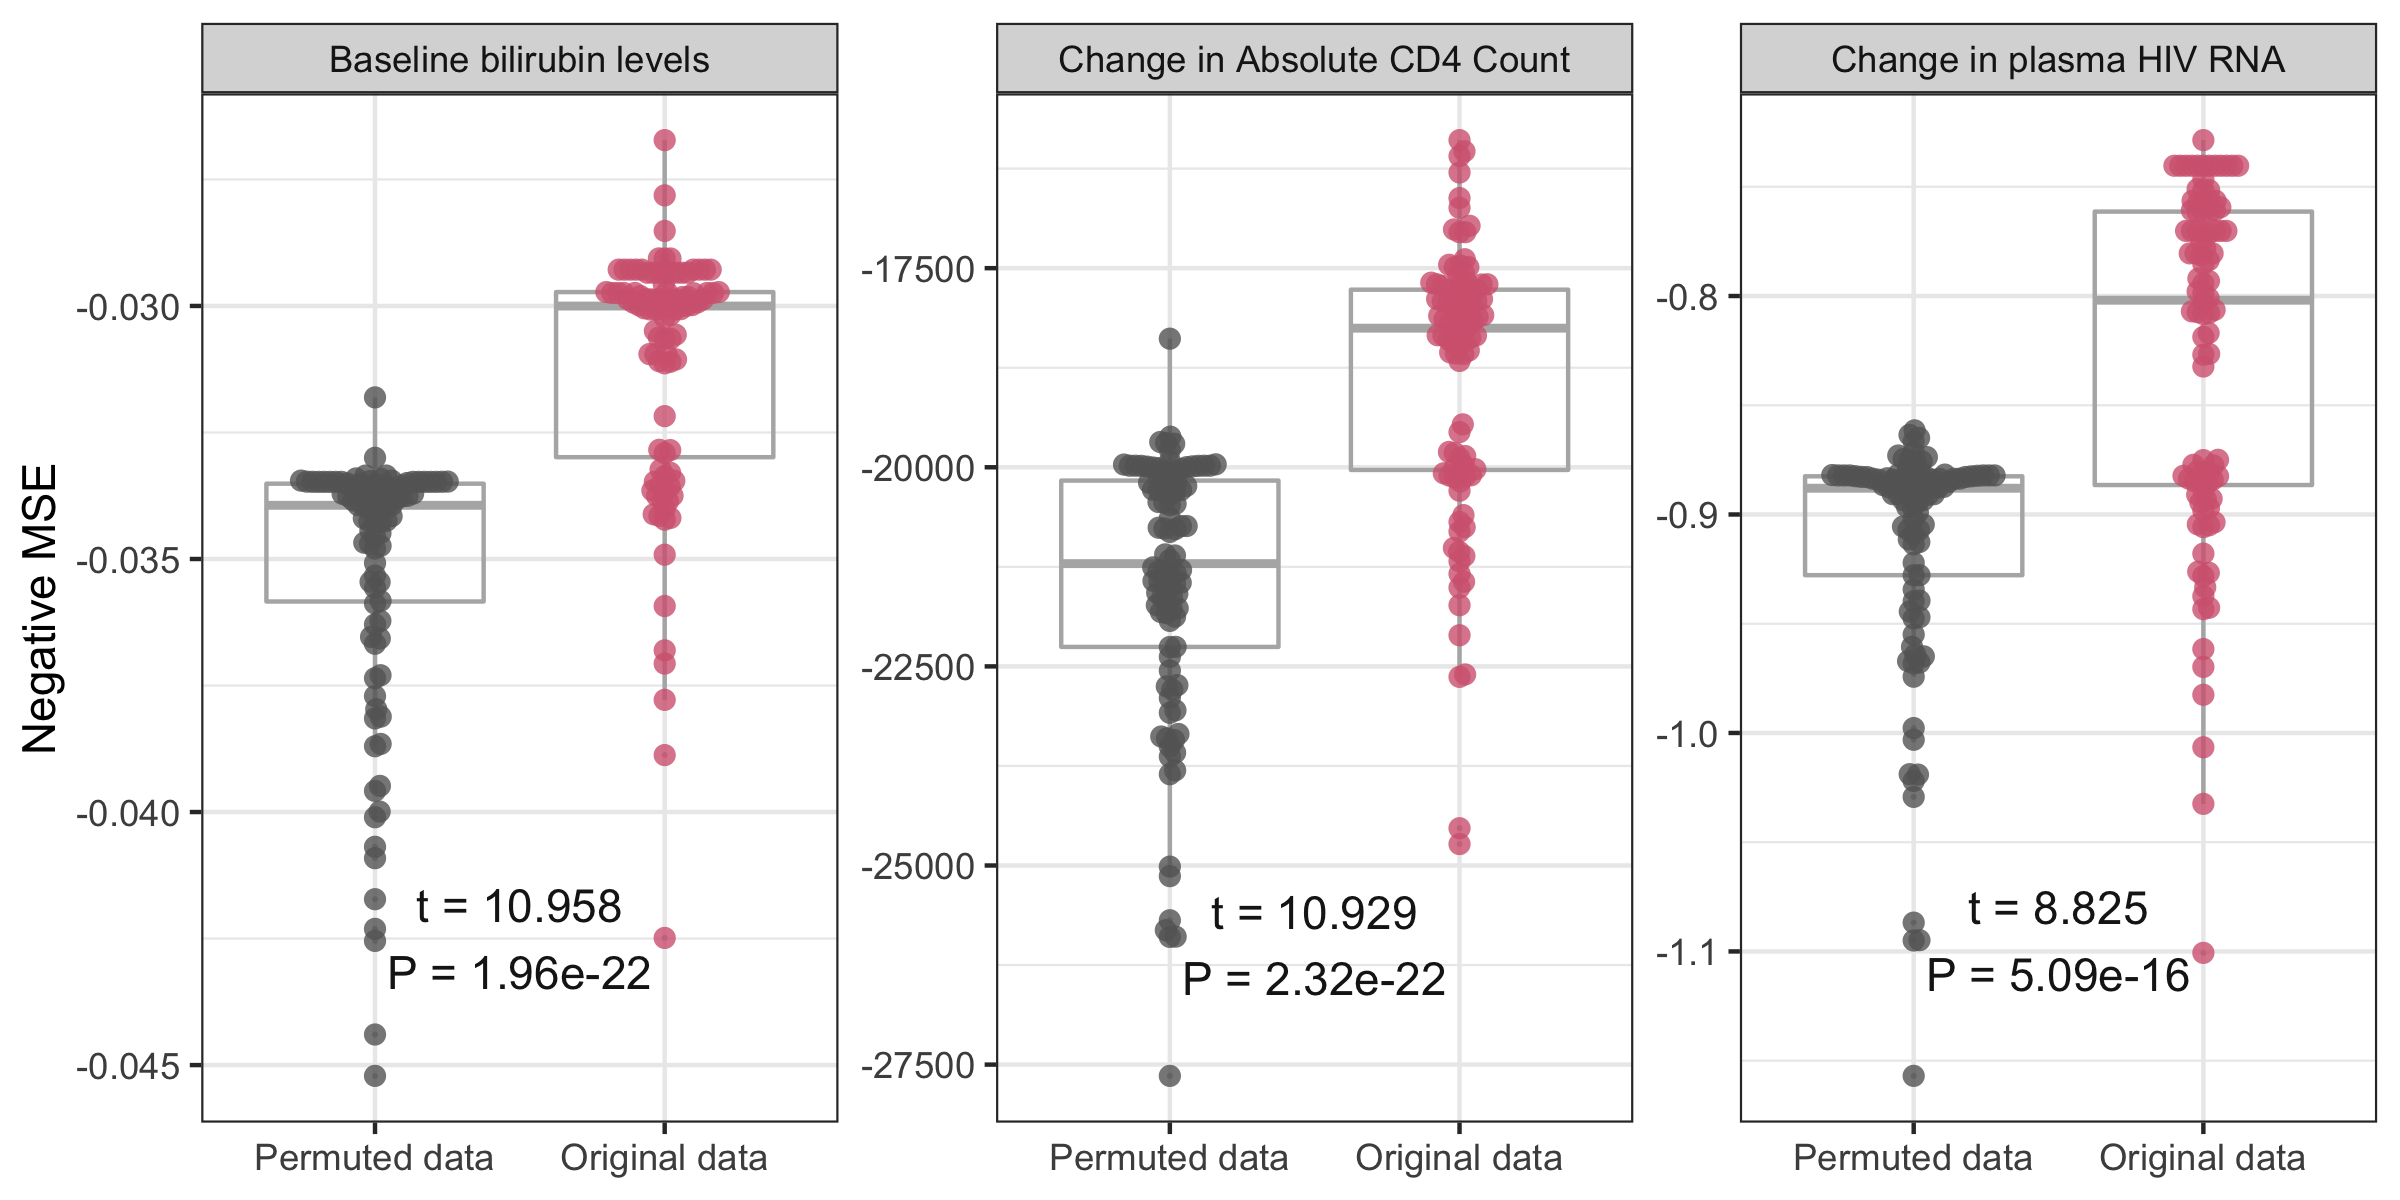 Negative MSE
Baseline bilirubin levels
-0.030
-0.035
-0.040
-0.045
t = 10.958
P = 1.96e-22
Permuted data
Original data
Change in Absolute CD4 Count
-17500
-20000
-22500
-25000
-27500
t = 10.929
P = 2.32e-22
Permuted data
Original data
Change in plasma HIV RNA
-0.8
-0.9
-1.0
-1.1
t = 8.825
P = 5.09e-16
Permuted data
Original data